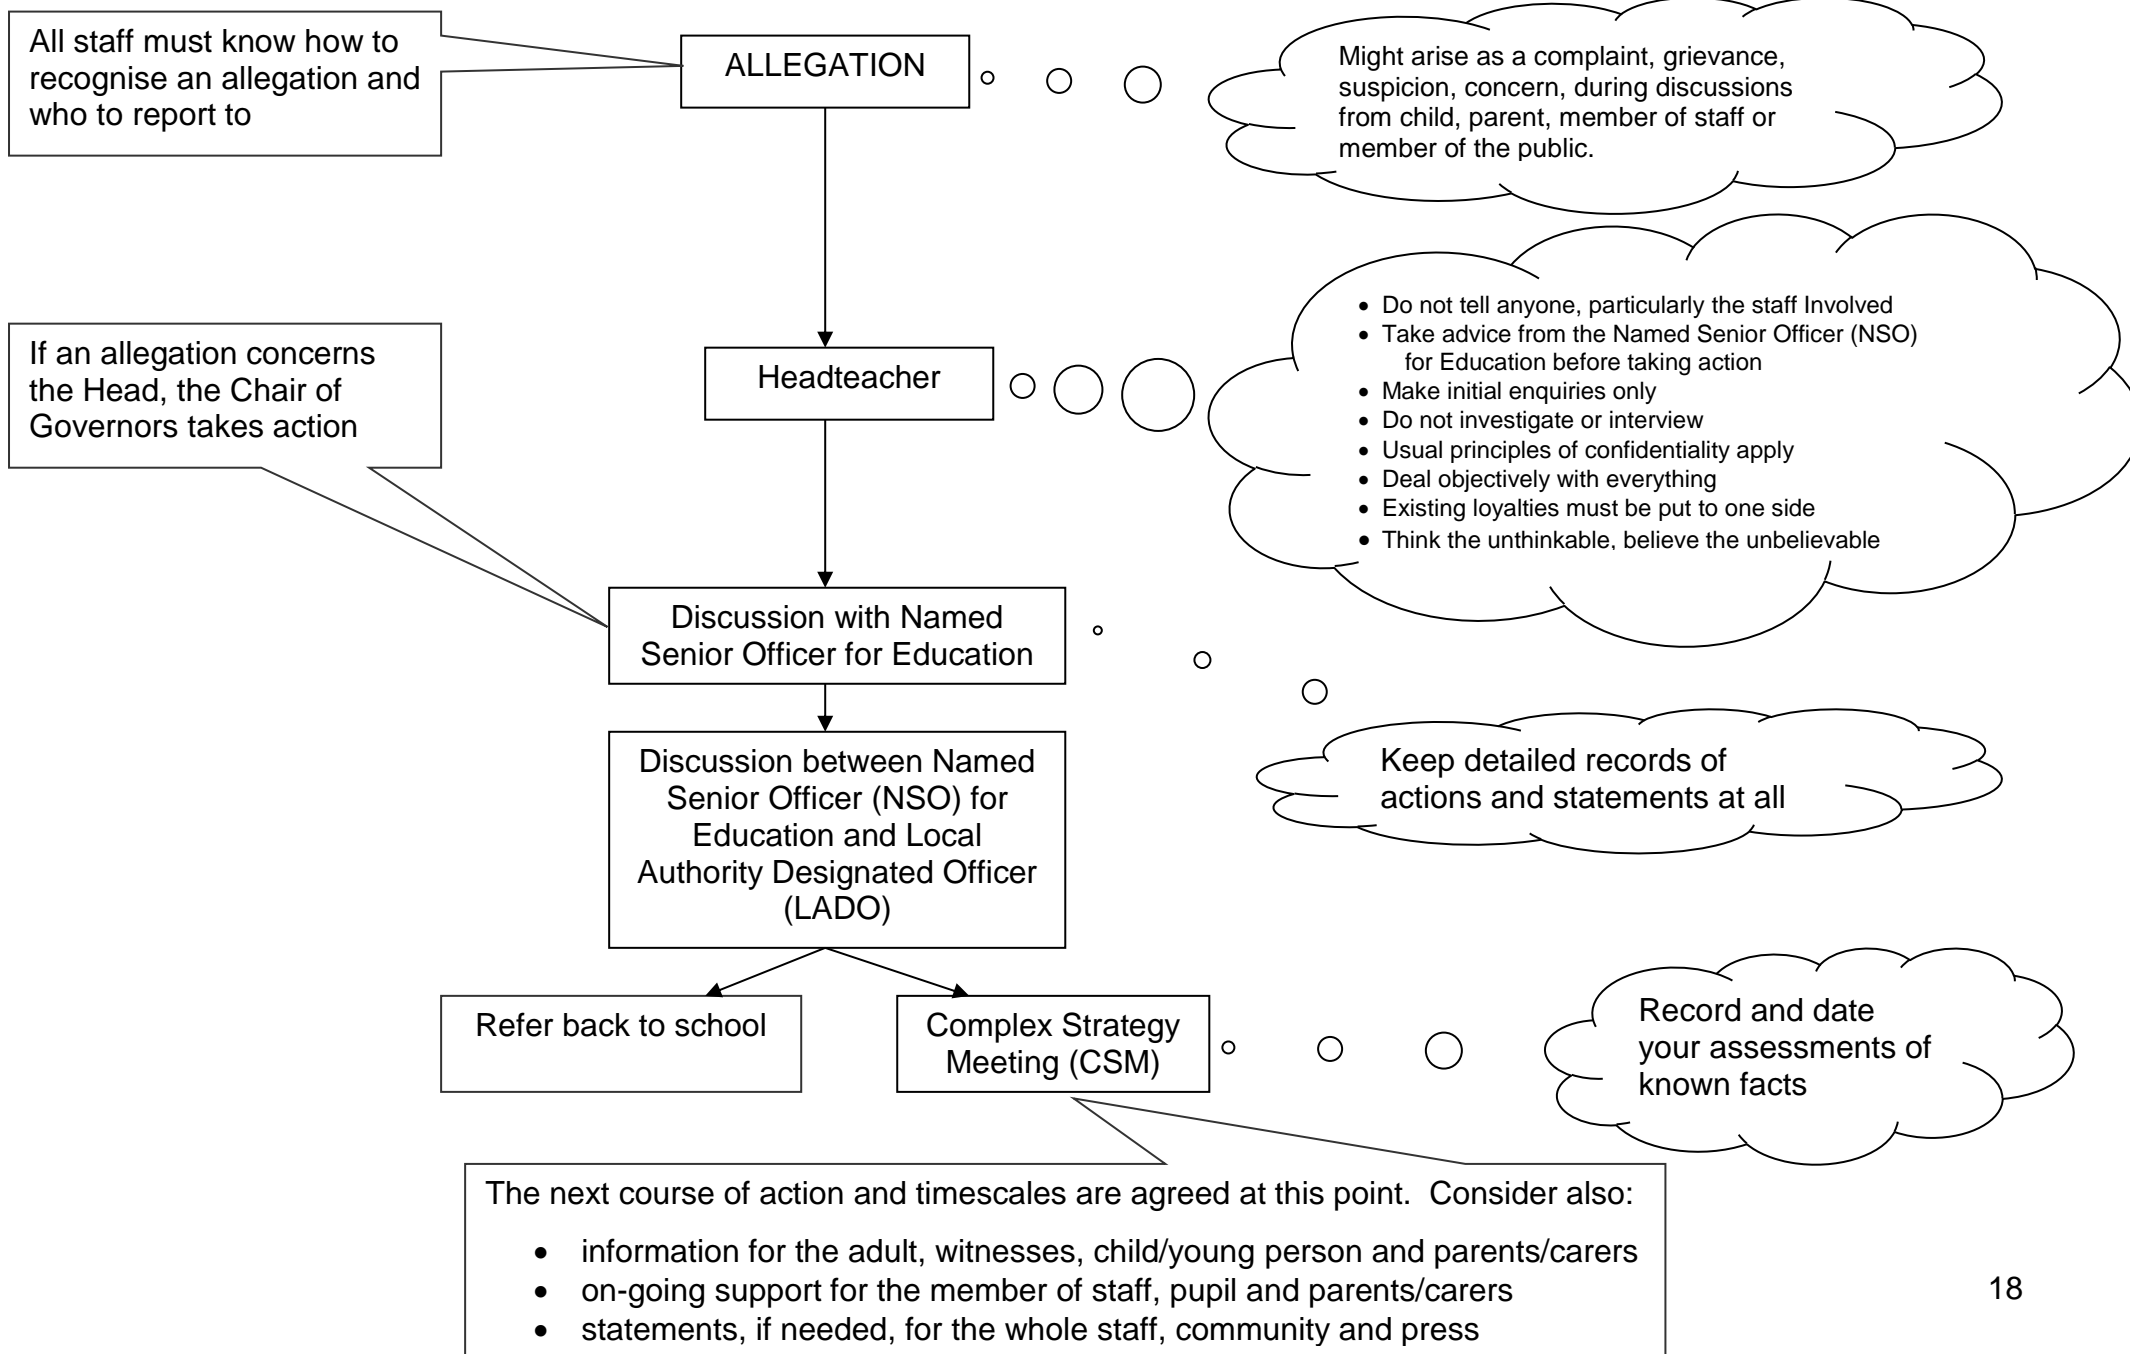 All staff must know how to
recognise an allegation and
who to report to
ALLEGATION
Might arise as a complaint, grievance,
suspicion, concern, during discussions
from child, parent, member of staff or
member of the public.
If an allegation concerns
the Head, the Chair of
Governors takes action
Headteacher
• Do not tell anyone, particularly the staff Involved
• Take advice from the Named Senior Officer (NSO)
for Education before taking action
• Make initial enquiries only
• Do not investigate or interview
• Usual principles of confidentiality apply
• Deal objectively with everything
• Existing loyalties must be put to one side
• Think the unthinkable, believe the unbelievable
Discussion with Named
Senior Officer for Education
Keep detailed records of
actions and statements at all
Discussion between Named
Senior Officer (NSO) for
Education and Local
Authority Designated Officer
(LADO)
Refer back to school
Complex Strategy
Meeting (CSM)
Record and date
your assessments of
known facts
The next course of action and timescales are agreed at this point.  Consider also:
• information for the adult, witnesses, child/young person and parents/carers
• on-going support for the member of staff, pupil and parents/carers
• statements, if needed, for the whole staff, community and press
18